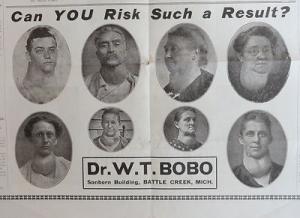 Can YOU Risk Such a Result?
Dr. W. T. BOBO
Sanborn Building, BATTLE CREEK, MICH.